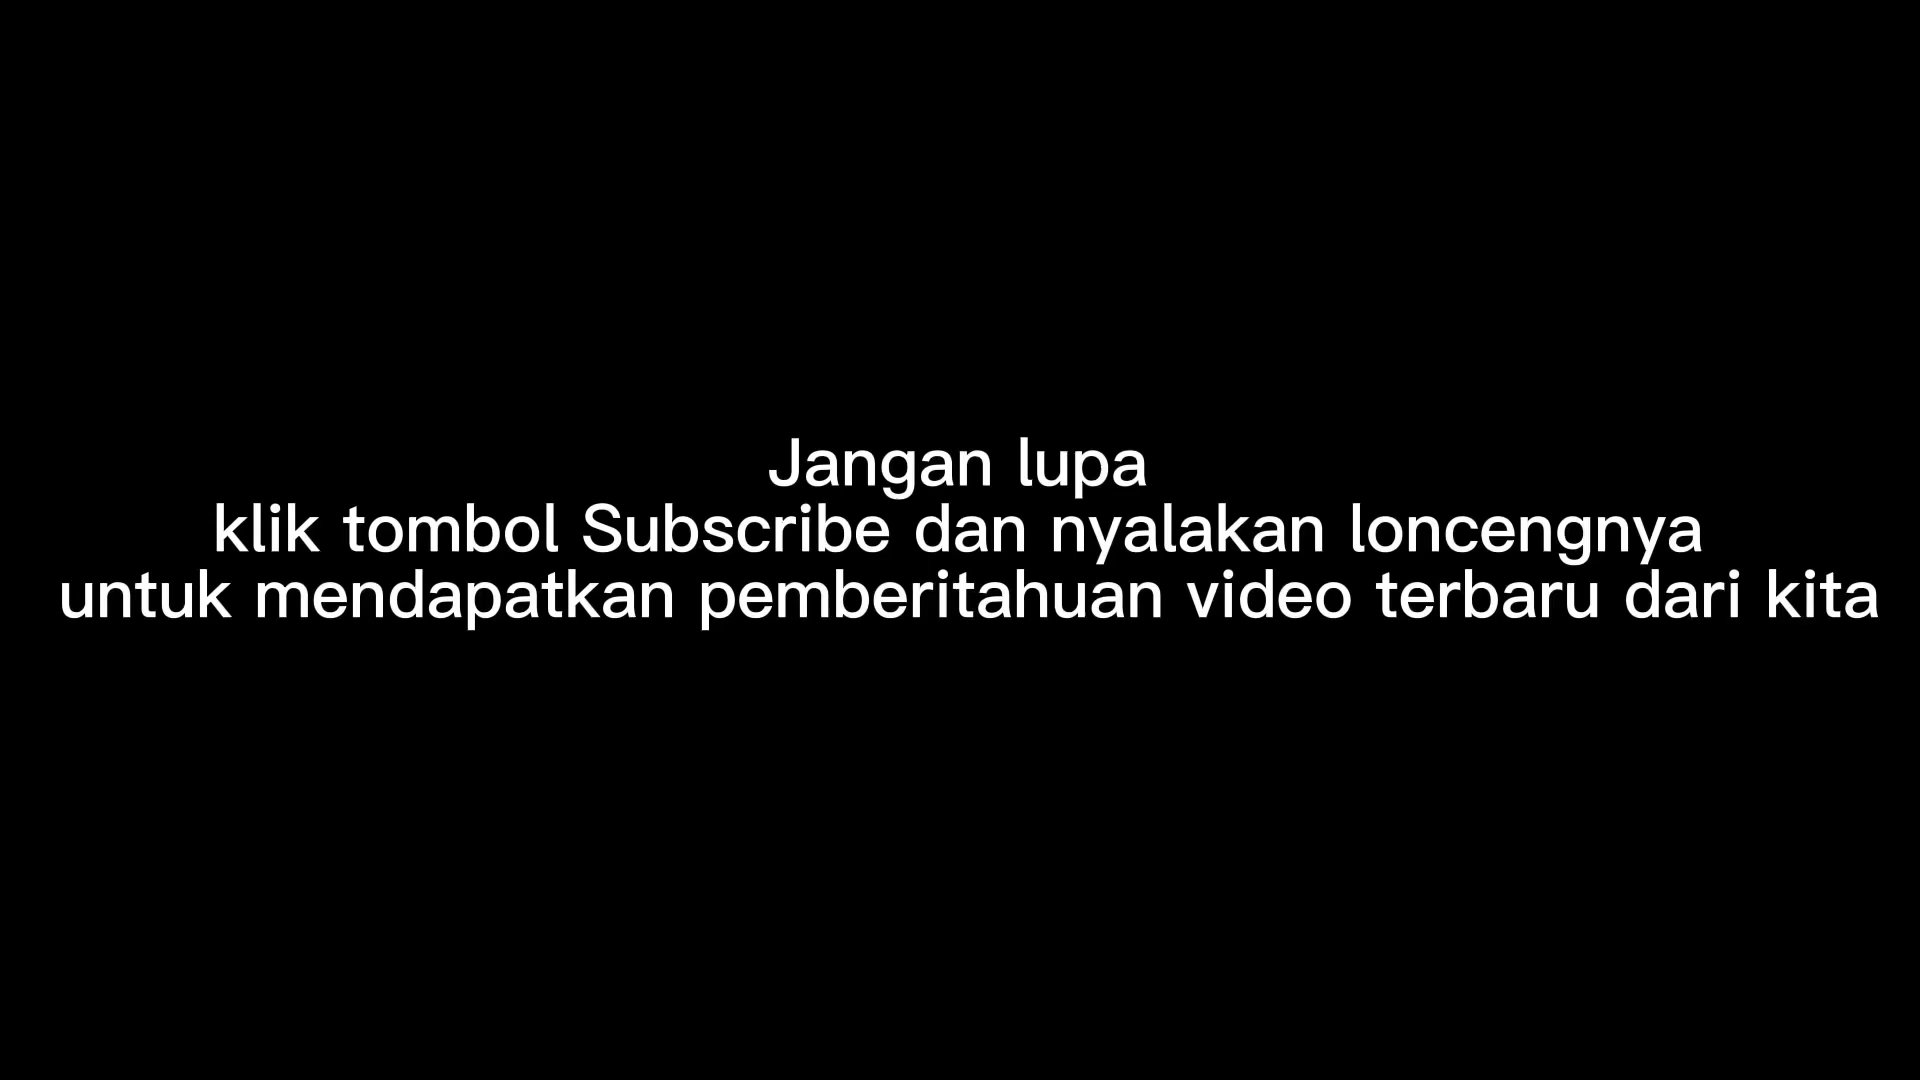 Jangan lupa
klik tombol Subscribe dan nyalakan loncengnya
untuk mendapatkan pemberitahuan video terbaru dari kita